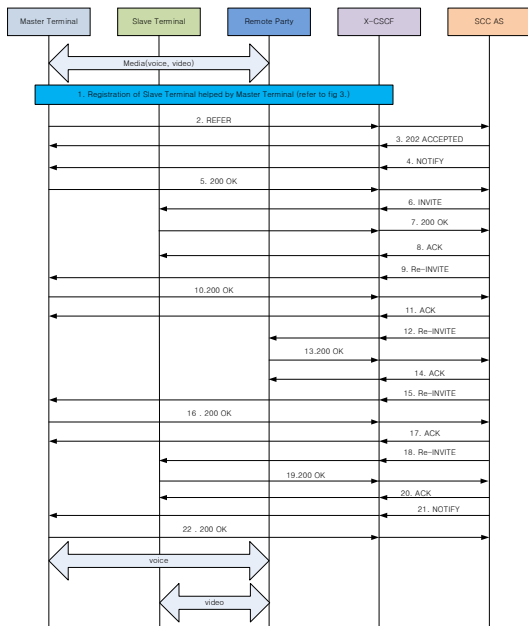 Master Terminal
Slave Terminal
Remote Party
X-CSCF
SCC AS
Media(voice, video)
1. Registration of Slave Terminal helped by Master Terminal (refer to fig 3.)
2. REFER
3. 202 ACCEPTED
4. NOTIFY
5. 200 OK
6. INVITE
7. 200 OK
8. ACK
9. Re-INVITE
10.200 OK
11. ACK
12. Re-INVITE
13.200 OK
14. ACK
15. Re-INVITE
16 . 200 OK
17. ACK
18. Re-INVITE
19.200 OK
20. ACK
21. NOTIFY
22 . 200 OK
voice
video